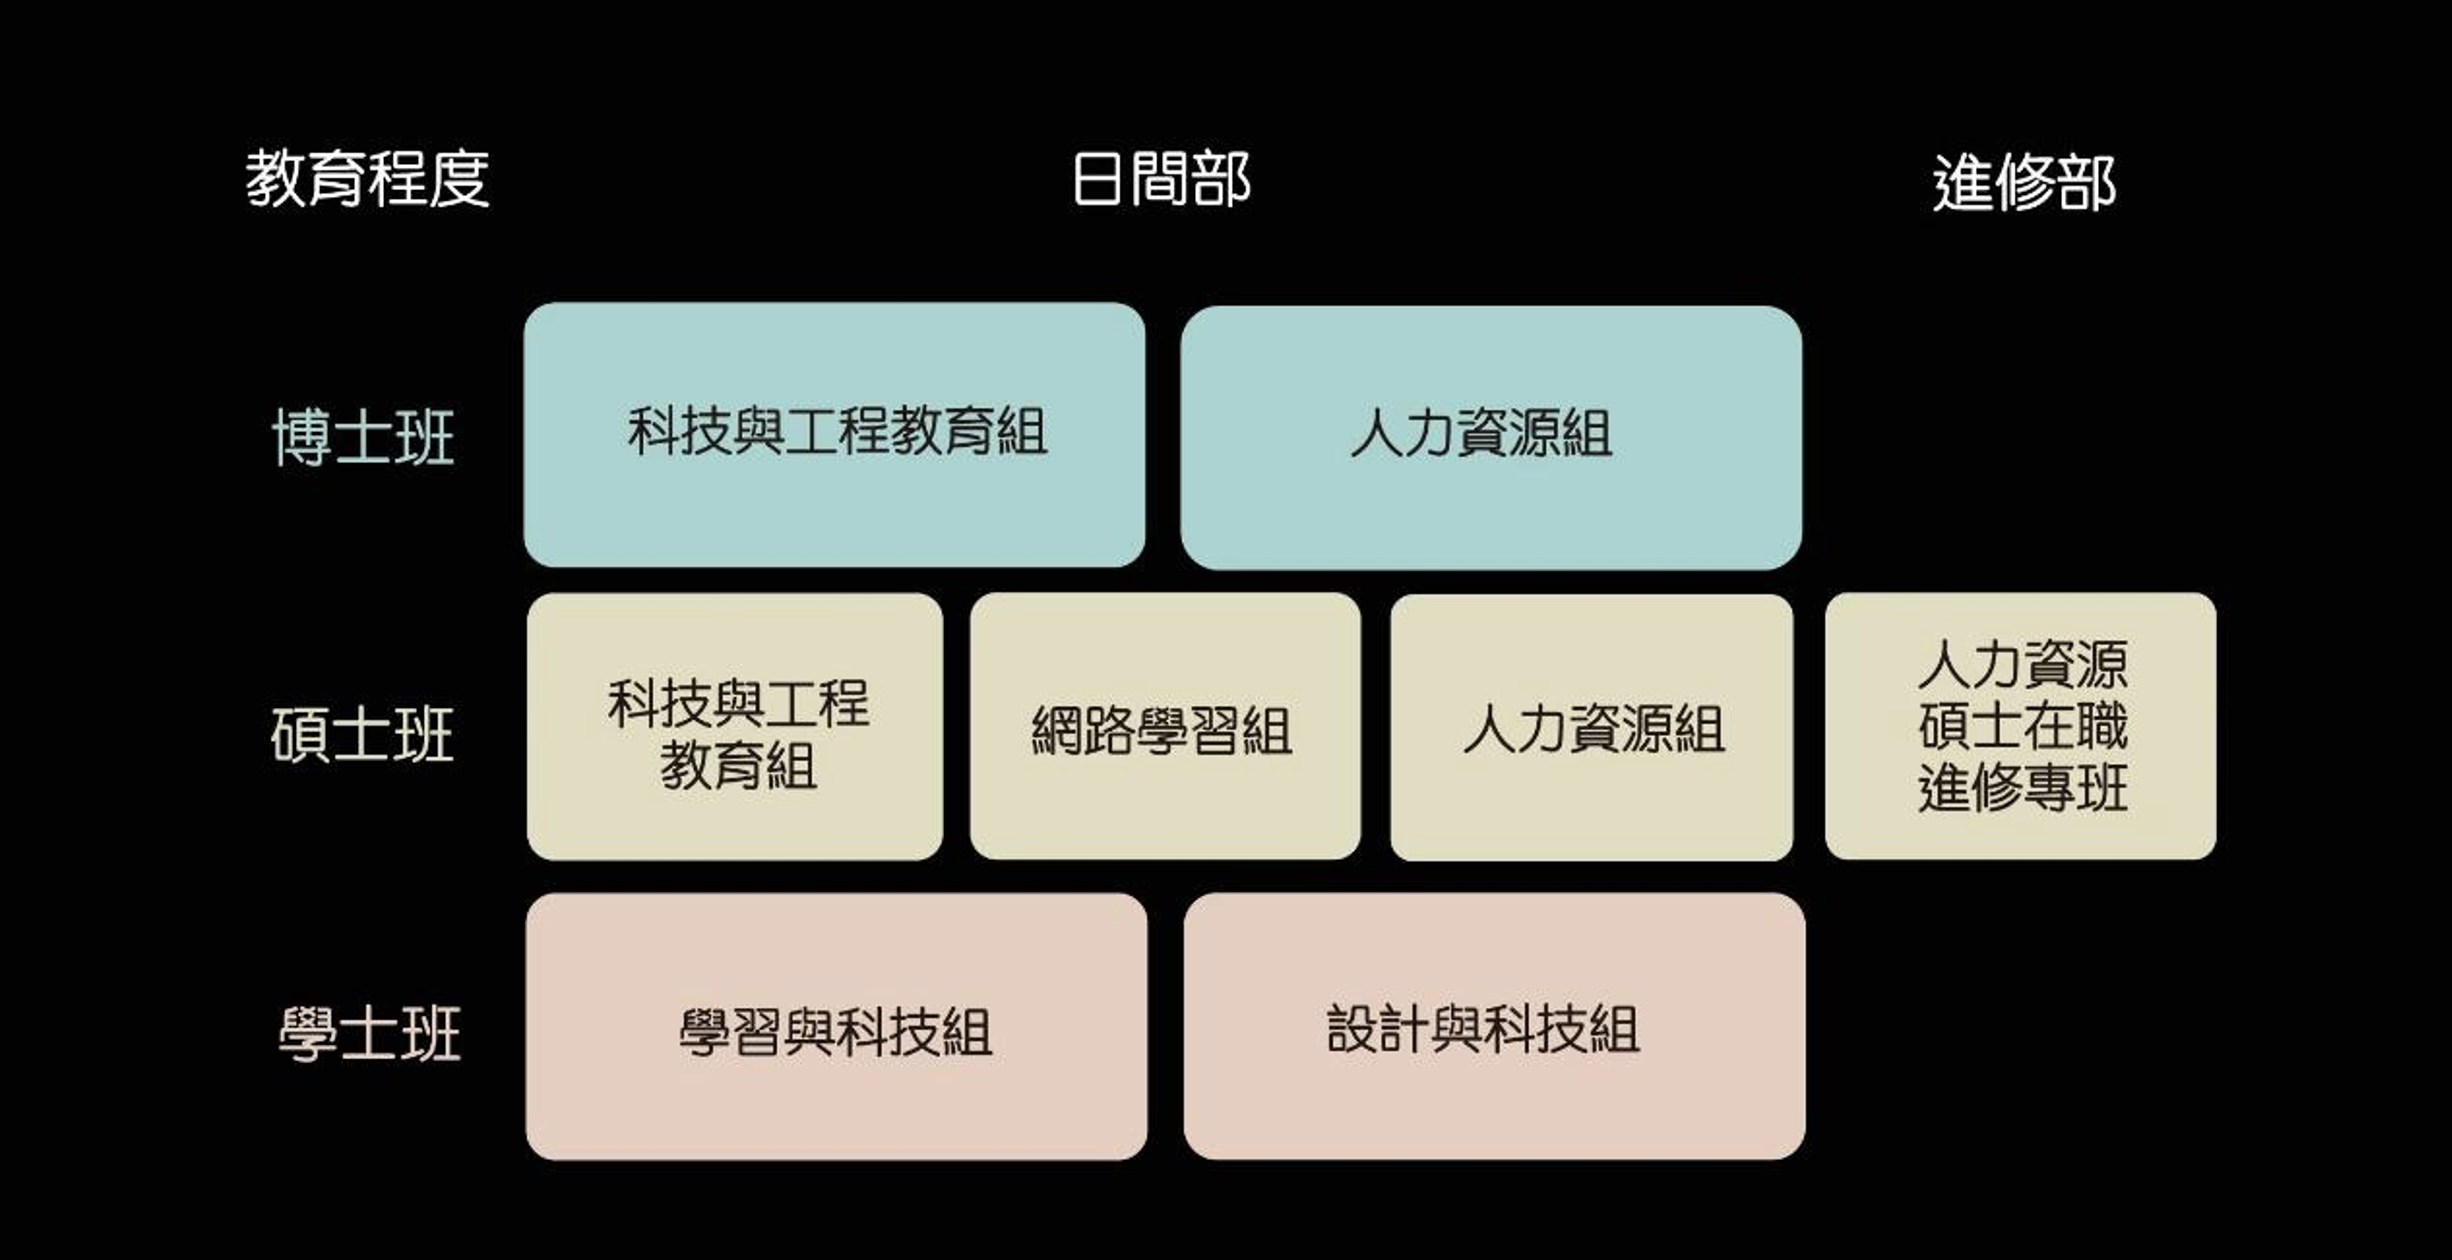 教育程度
日間部
進修部
博士班
科技與工程教育組
人力資源組
碩士班
科技與工程
教育組
網路學習組
人力資源組
人力資源
碩士在職
進修專班
學士班
學習與科技組
設計與科技組